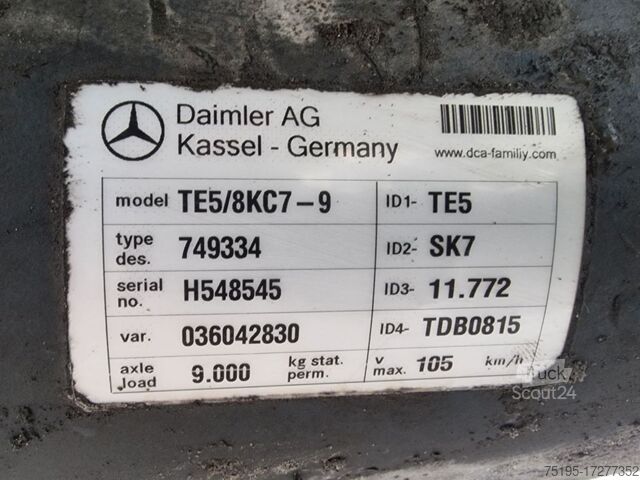 Daimler AG
Kassel - Germany
www.dca-familiy.com
model TE5/8KC7-9 ID1- TE5
type des. 749334 ID2- SK7
serial no. H548545 ID3- 11.772
var. 036042830 ID4- TDB0815
axle load 9.000 kg stat. perm. v max. 105 km/h
Truck
Scout24
75195-17277352